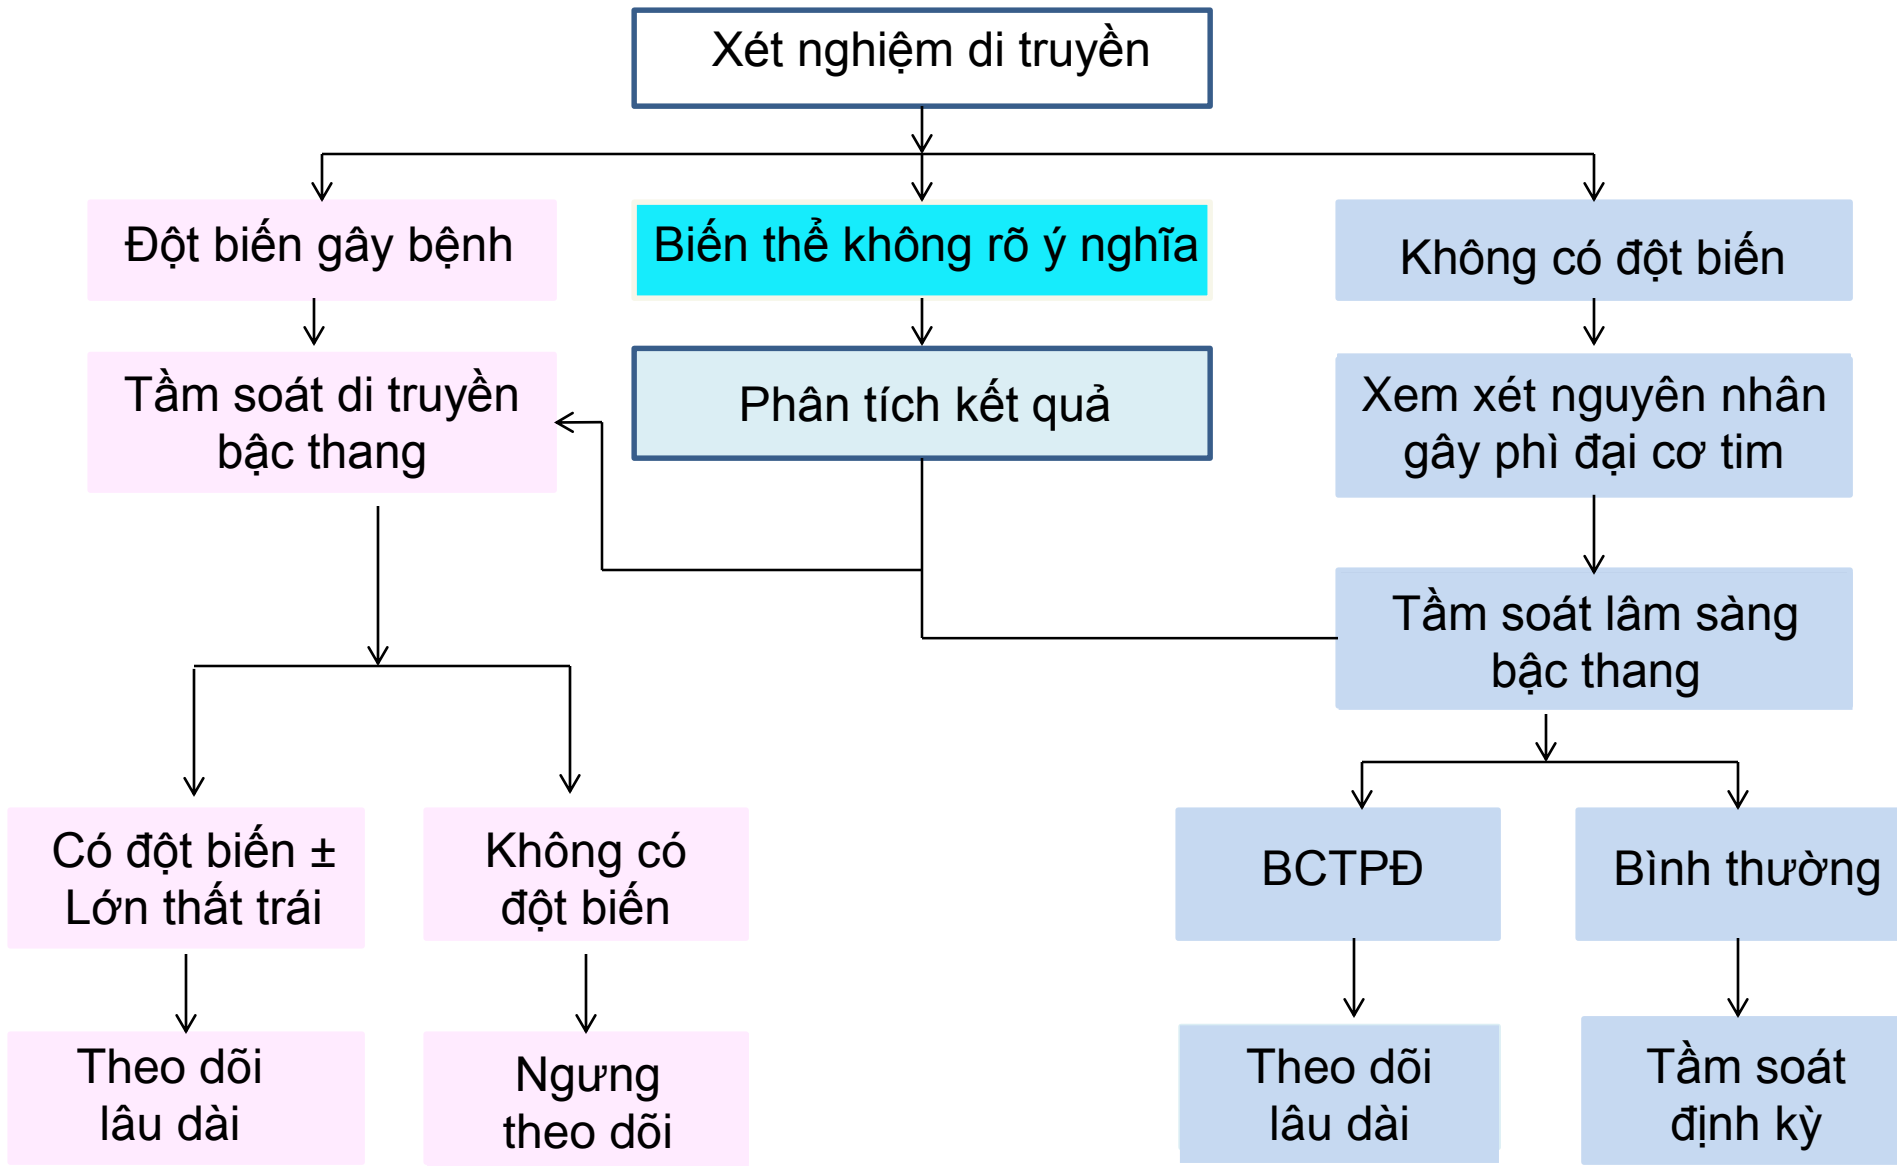 Xét nghiệm di truyền
Đột biến gây bệnh
Biến thể không rõ ý nghĩa
Không có đột biến
Tầm soát di truyền
bậc thang
Phân tích kết quả
Xem xét nguyên nhân
gây phì đại cơ tim
Tầm soát lâm sàng
bậc thang
Có đột biến ±
Lớn thất trái
Không có
đột biến
BCTPĐ
Bình thường
Theo dõi
lâu dài
Ngưng
theo dõi
Theo dõi
lâu dài
Tầm soát
định kỳ